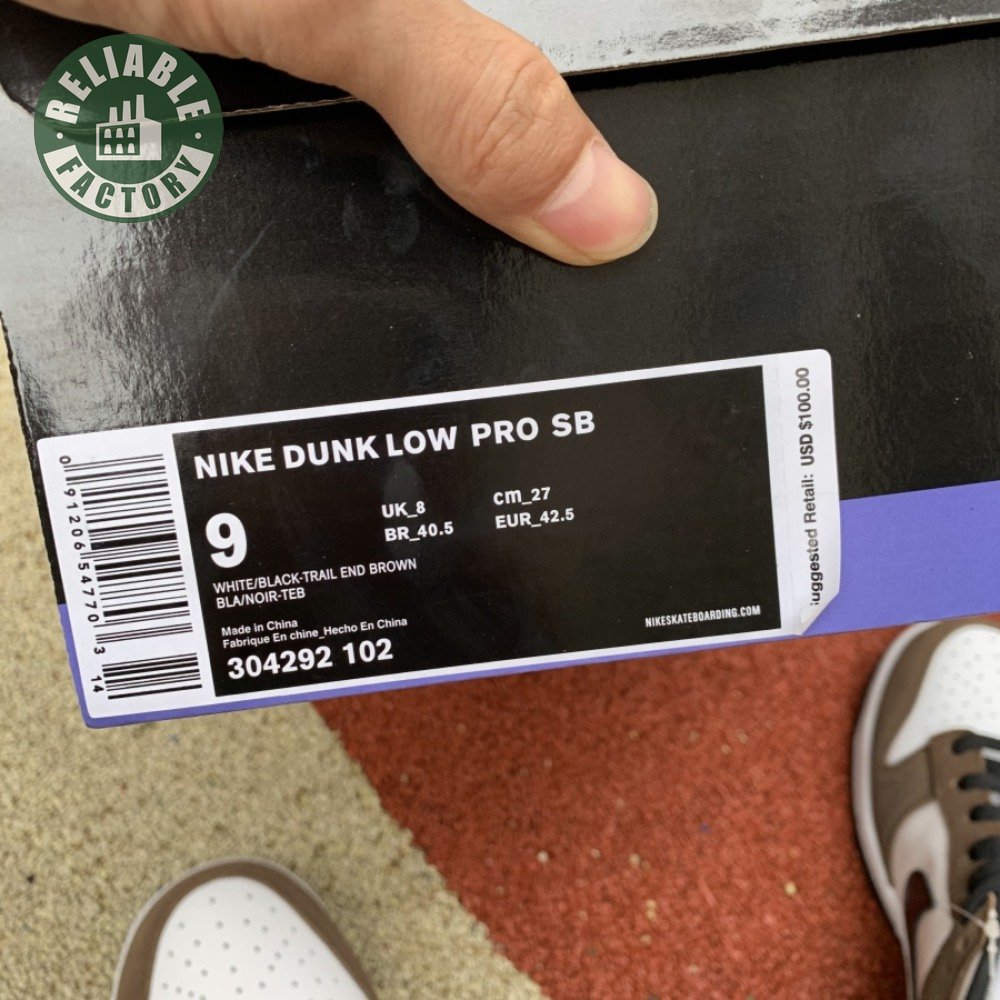 RELIABLE
FACTORY
NIKE DUNK LOW PRO SB
9
UK_8
cm_27
BR_40.5
EUR_42.5
WHITE/BLACK-TRAIL END BROWN
BLA/NOIR-TEB
Made in China
Fabrique En chine_Hecho En China
304292 102
NIKESKATEBOARDING.COM
uggested Retail: USD $100.00
0 91206 54770 3
14